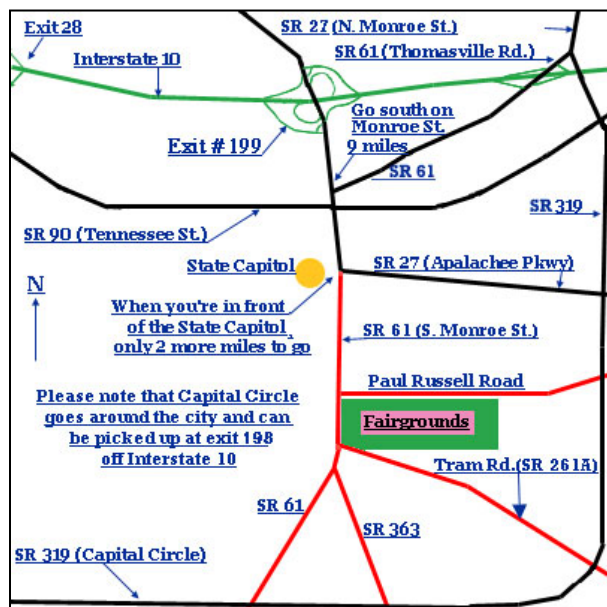 Exit 28
SR 27 (N. Monroe St.)
Interstate 10
SR 61 (Thomasville Rd.)
Go south on
Monroe St.
9 miles
Exit # 199
SR 61
SR 319
SR 90 (Tennessee St.)
State Capitol
SR 27 (Apalachee Pkwy)
N
When you're in front
of the State Capitol,
only 2 more miles to go
SR 61 (S. Monroe St.)
Paul Russell Road
Please note that Capital Circle
goes around the city and can
be picked up at exit 198
off Interstate 10
Fairgrounds
Tram Rd.(SR 261A)
SR 61
SR 363
SR 319 (Capital Circle)